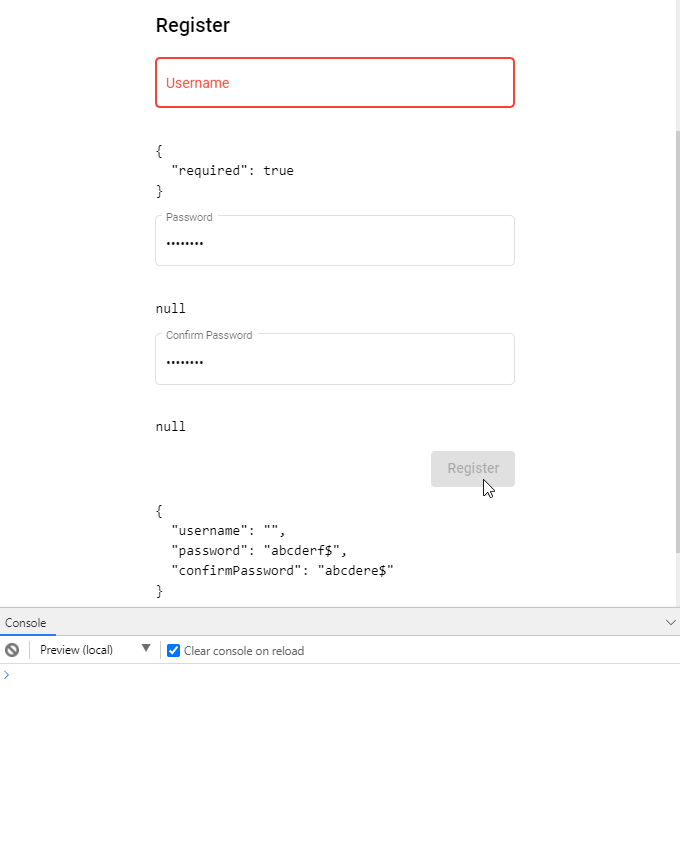 Register
Username
{
  "required": true
}
Password
••••••••
null
Confirm Password
••••••••
null
Register
{
  "username": "",
  "password": "abcderf$",
  "confirmPassword": "abcdere$"
}
Console
Preview (local) Clear console on reload
>